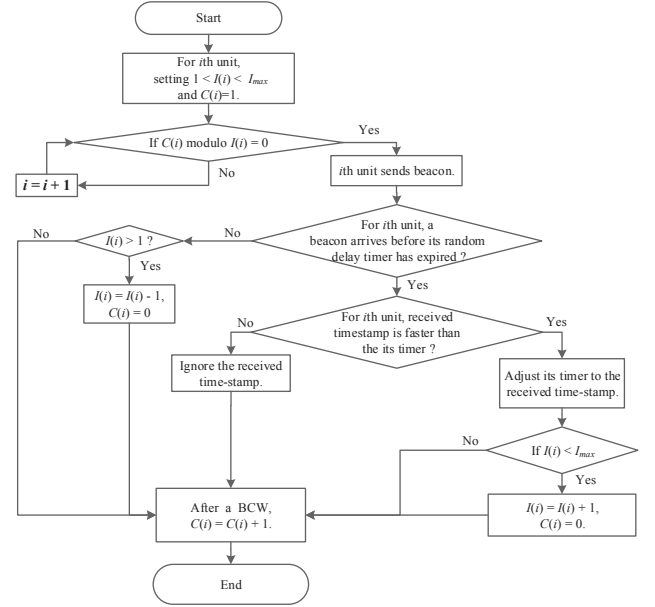 Start
For ith unit,
setting 1 < I(i) < Imax
and C(i)=1.
If C(i) modulo I(i) = 0
Yes
No
i = i + 1
ith unit sends beacon.
For ith unit, a
beacon arrives before its random
delay timer has expired ?
No
Yes
I(i) > 1 ?
No
Yes
I(i) = I(i) - 1,
C(i) = 0
For ith unit, received
timestamp is faster than
the its timer ?
No
Yes
Ignore the received
time-stamp.
Adjust its timer to the
received time-stamp.
If I(i) < Imax
No
Yes
I(i) = I(i) + 1,
C(i) = 0.
After a BCW,
C(i) = C(i) + 1.
End